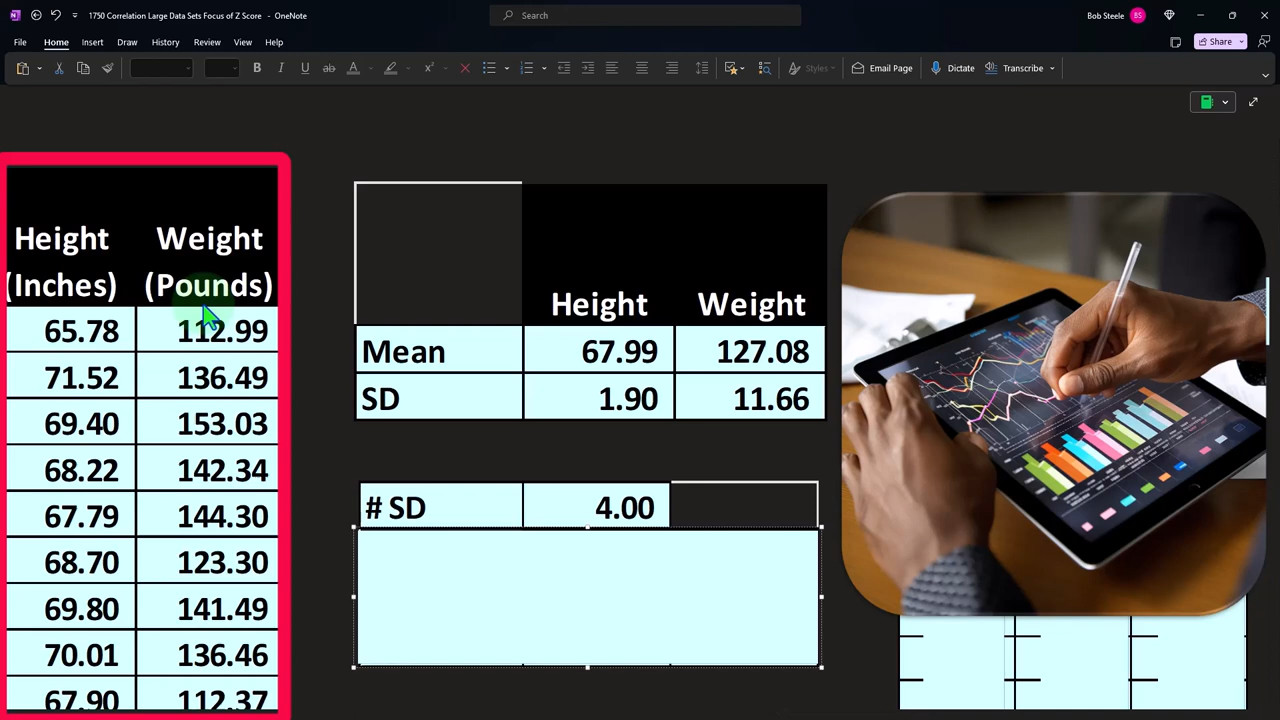 1750 Correlation Large Data Sets Focus of Z Score - OneNote
Search
Bob Steele
BS
File Home Insert Draw History Review View Help
Share
B I U ab A x
Email Page
Dictate
Transcribe
Styles
Height Weight
(Inches) (Pounds)
65.78 112.99
71.52 136.49
69.40 153.03
68.22 142.34
67.79 144.30
68.70 123.30
69.80 141.49
70.01 136.46
67.90 112.37
Height Weight
Mean 67.99 127.08
SD 1.90 11.66
# SD 4.00